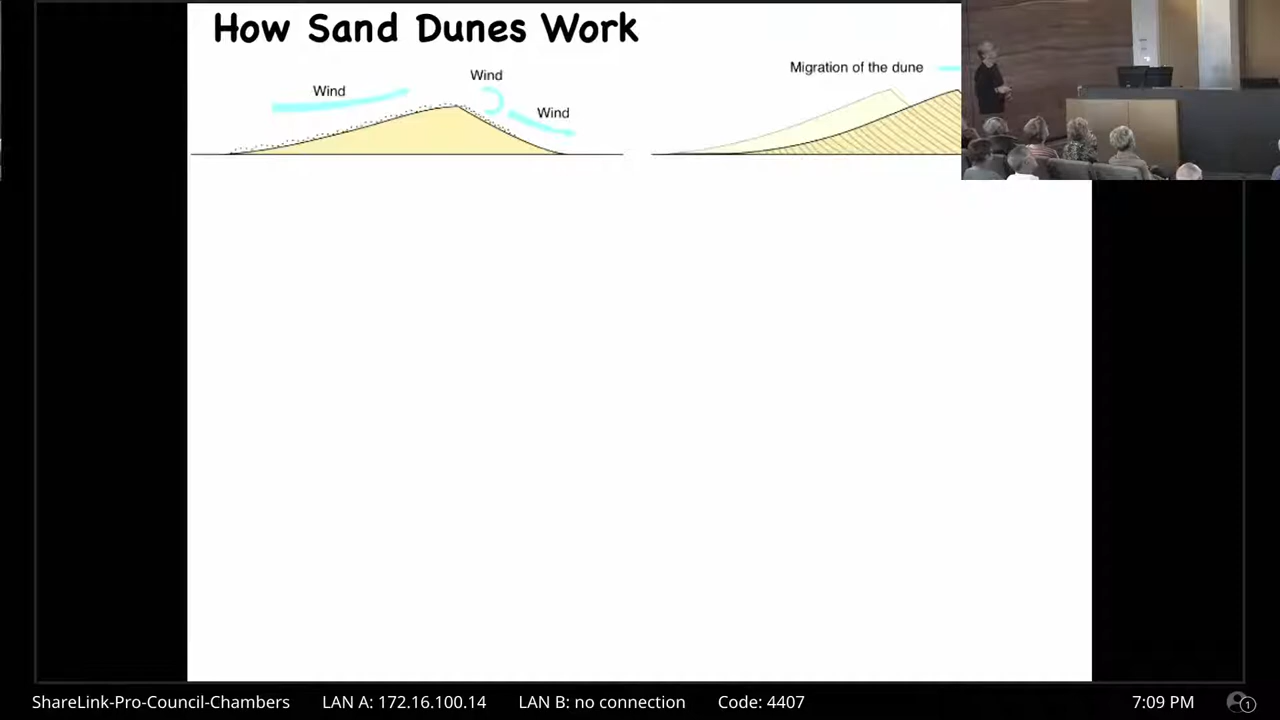 How Sand Dunes Work
Wind
Wind
Wind
Migration of the dune
ShareLink-Pro-Council-Chambers LAN A: 172.16.100.14 LAN B: no connection Code: 4407 7:09 PM 1